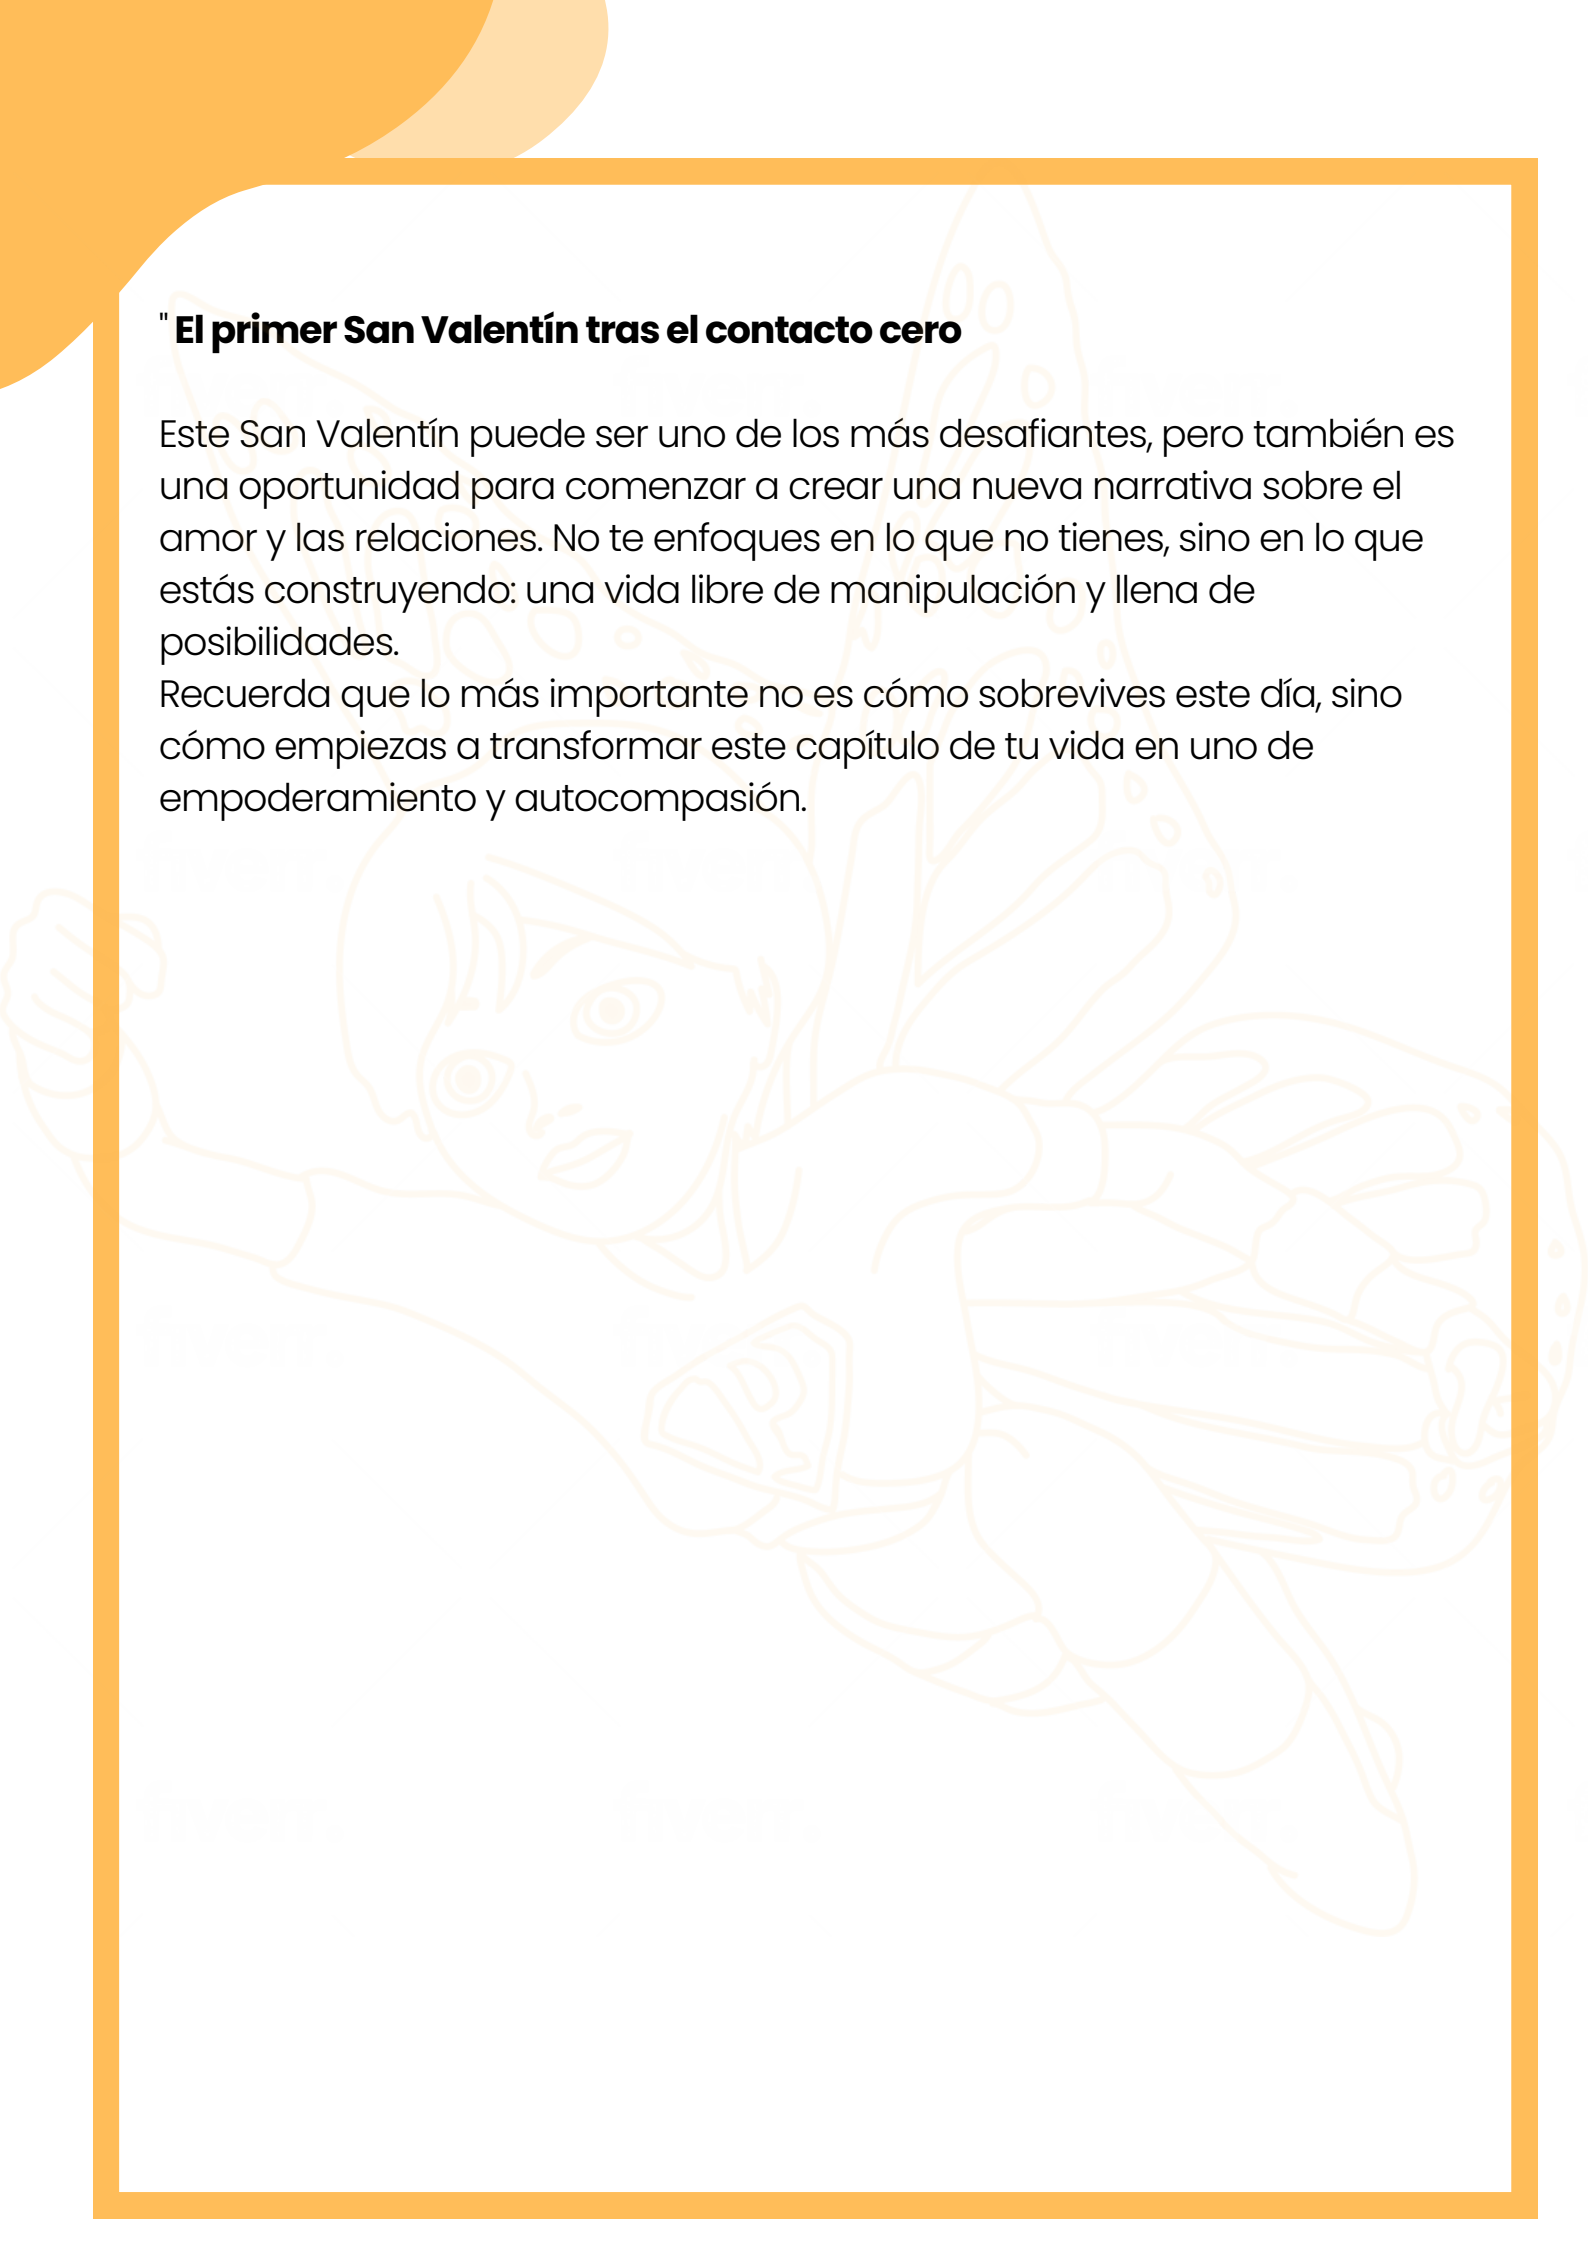 " El primer San Valentín tras el contacto cero
Este San Valentín puede ser uno de los más desafiantes, pero también es
una oportunidad para comenzar a crear una nueva narrativa sobre el
amor y las relaciones. No te enfoques en lo que no tienes, sino en lo que
estás construyendo: una vida libre de manipulación y llena de
posibilidades.
Recuerda que lo más importante no es cómo sobrevives este día, sino
cómo empiezas a transformar este capítulo de tu vida en uno de
empoderamiento y autocompasión.